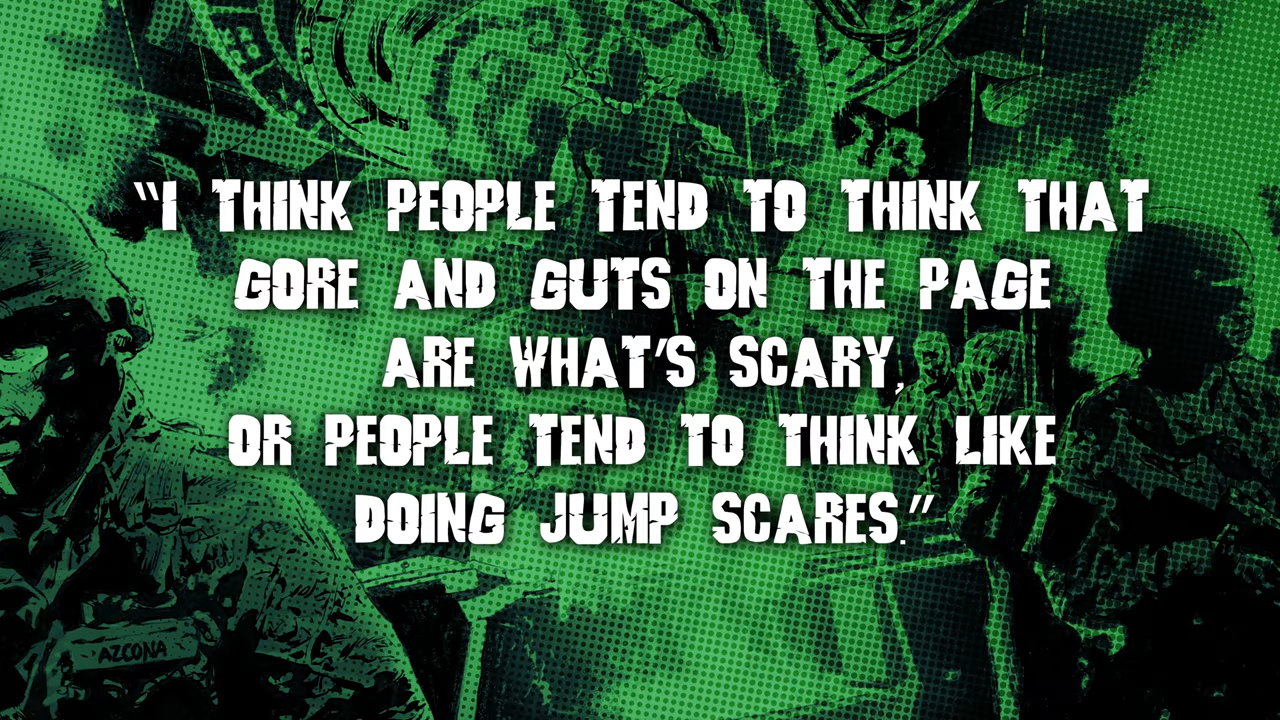 “I THINK PEOPLE TEND TO THINK THAT
GORE AND GUTS ON THE PAGE
ARE WHAT'S SCARY,
OR PEOPLE TEND TO THINK LIKE
DOING JUMP SCARES.”
AZCONA